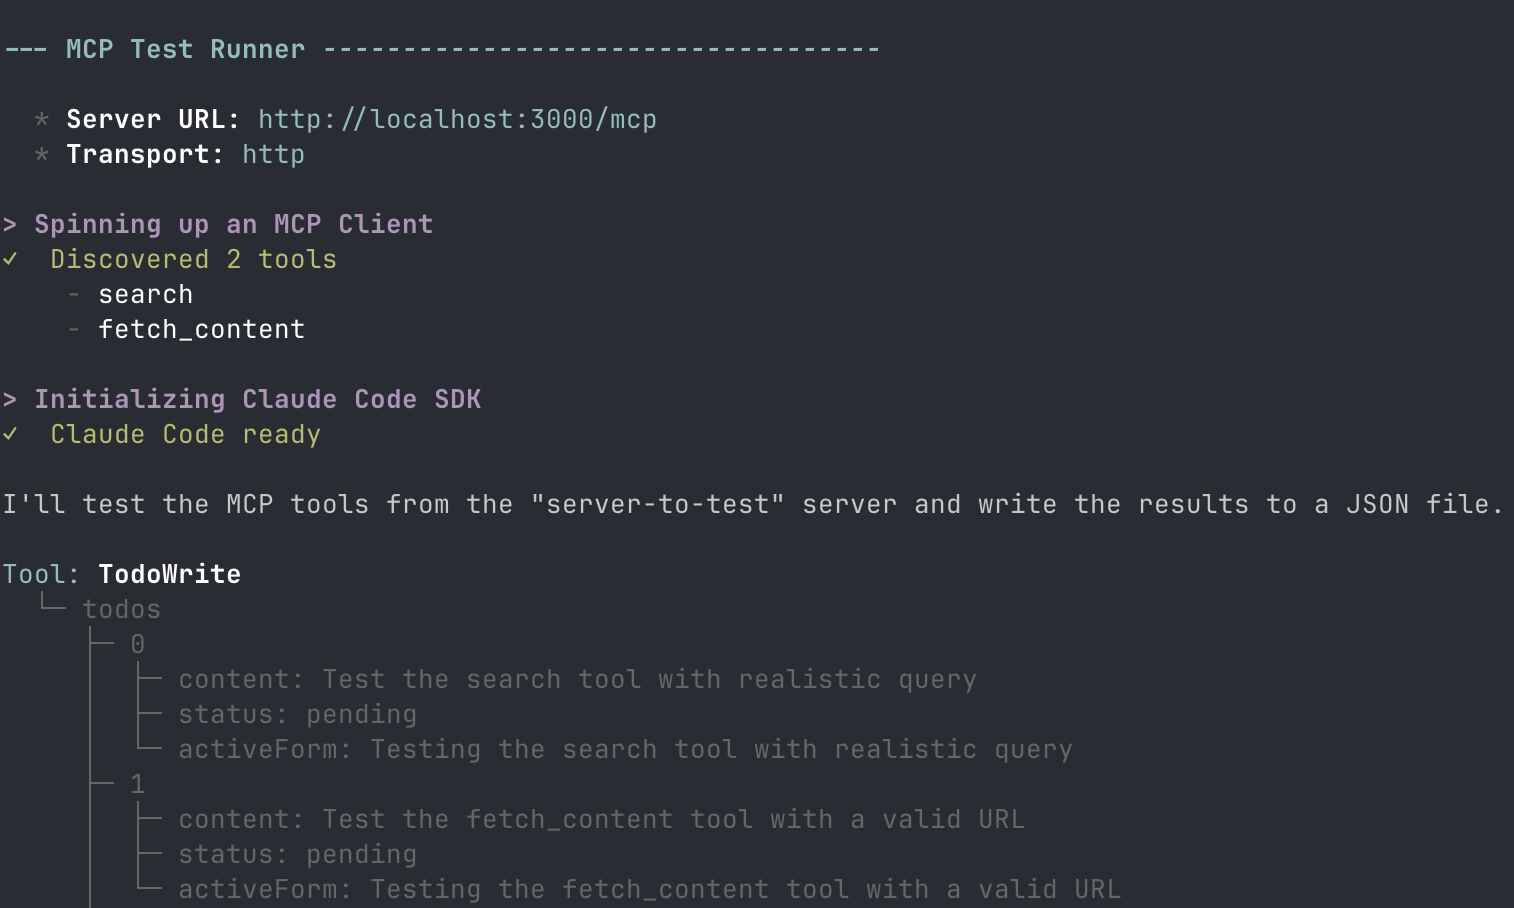 --- MCP Test Runner -----------------------------------
* Server URL: http://localhost:3000/mcp
* Transport: http
> Spinning up an MCP Client
✓ Discovered 2 tools
- search
- fetch_content
> Initializing Claude Code SDK
✓ Claude Code ready
I'll test the MCP tools from the "server-to-test" server and write the results to a JSON file.
Tool: TodoWrite
└─ todos
├─ 0
├─ content: Test the search tool with realistic query
├─ status: pending
└─ activeForm: Testing the search tool with realistic query
├─ 1
├─ content: Test the fetch_content tool with a valid URL
├─ status: pending
└─ activeForm: Testing the fetch_content tool with a valid URL